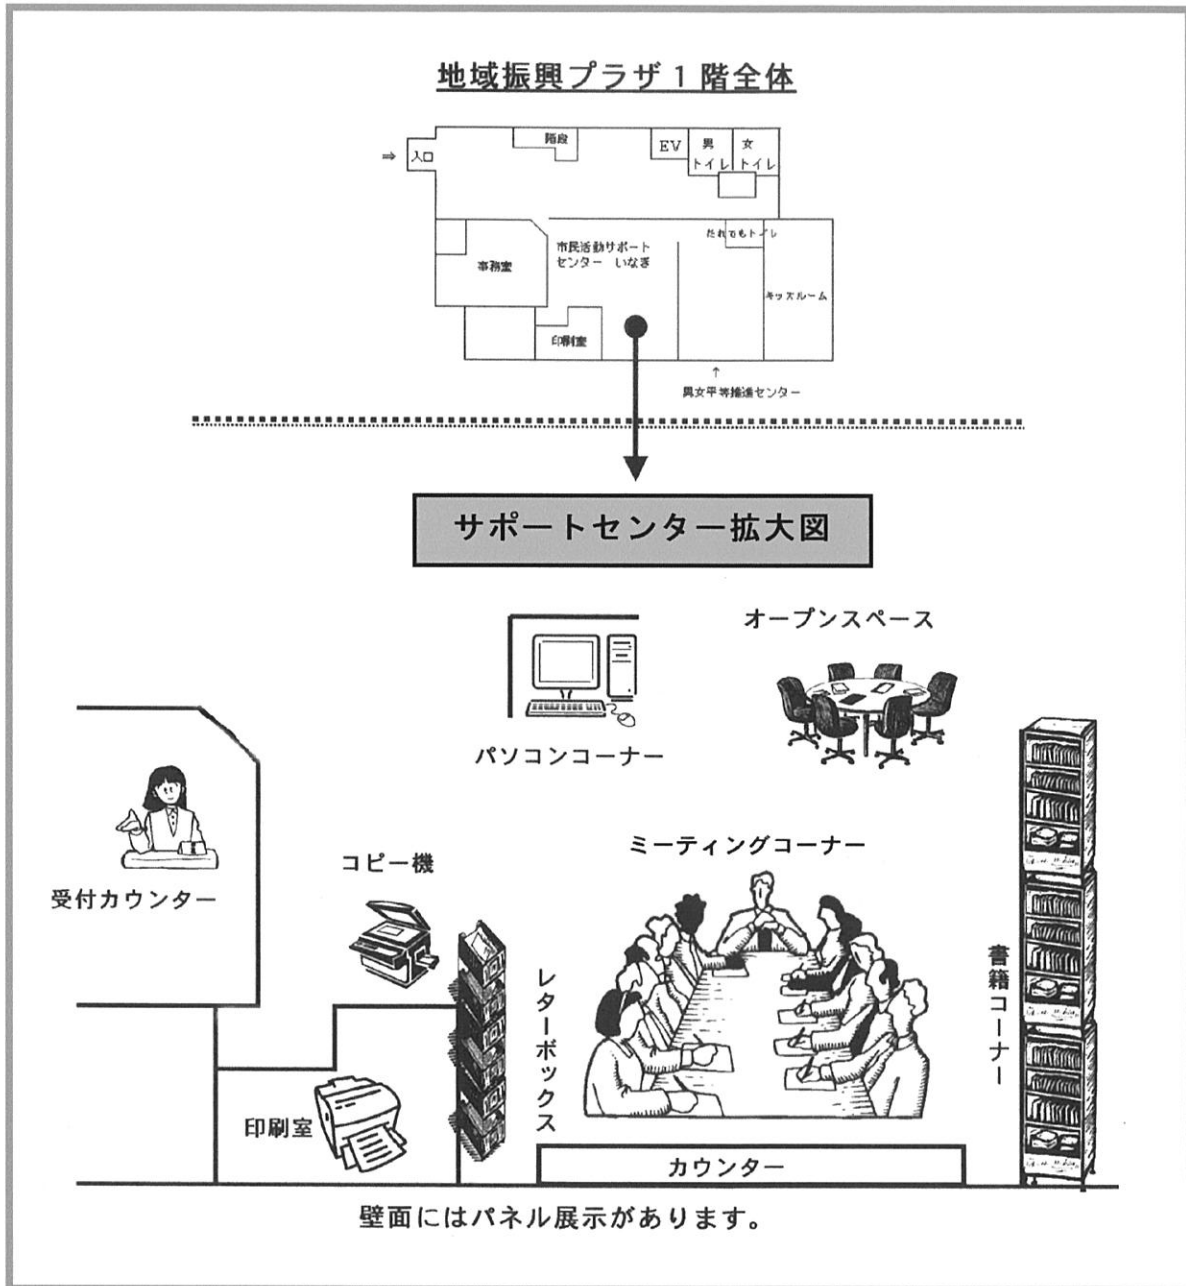 地域振興プラザ1階全体
階段
EV
男
トイレ
女
トイレ
⇒ 入口
だれでもトイレ
市民活動サポート
センター いなぎ
事務室
キッズルーム
印刷室
↑
男女平等推進センター
サポートセンター拡大図
オープンスペース
パソコンコーナー
ミーティングコーナー
コピー機
受付カウンター
レターボックス
書籍コーナー
印刷室
カウンター
壁面にはパネル展示があります。